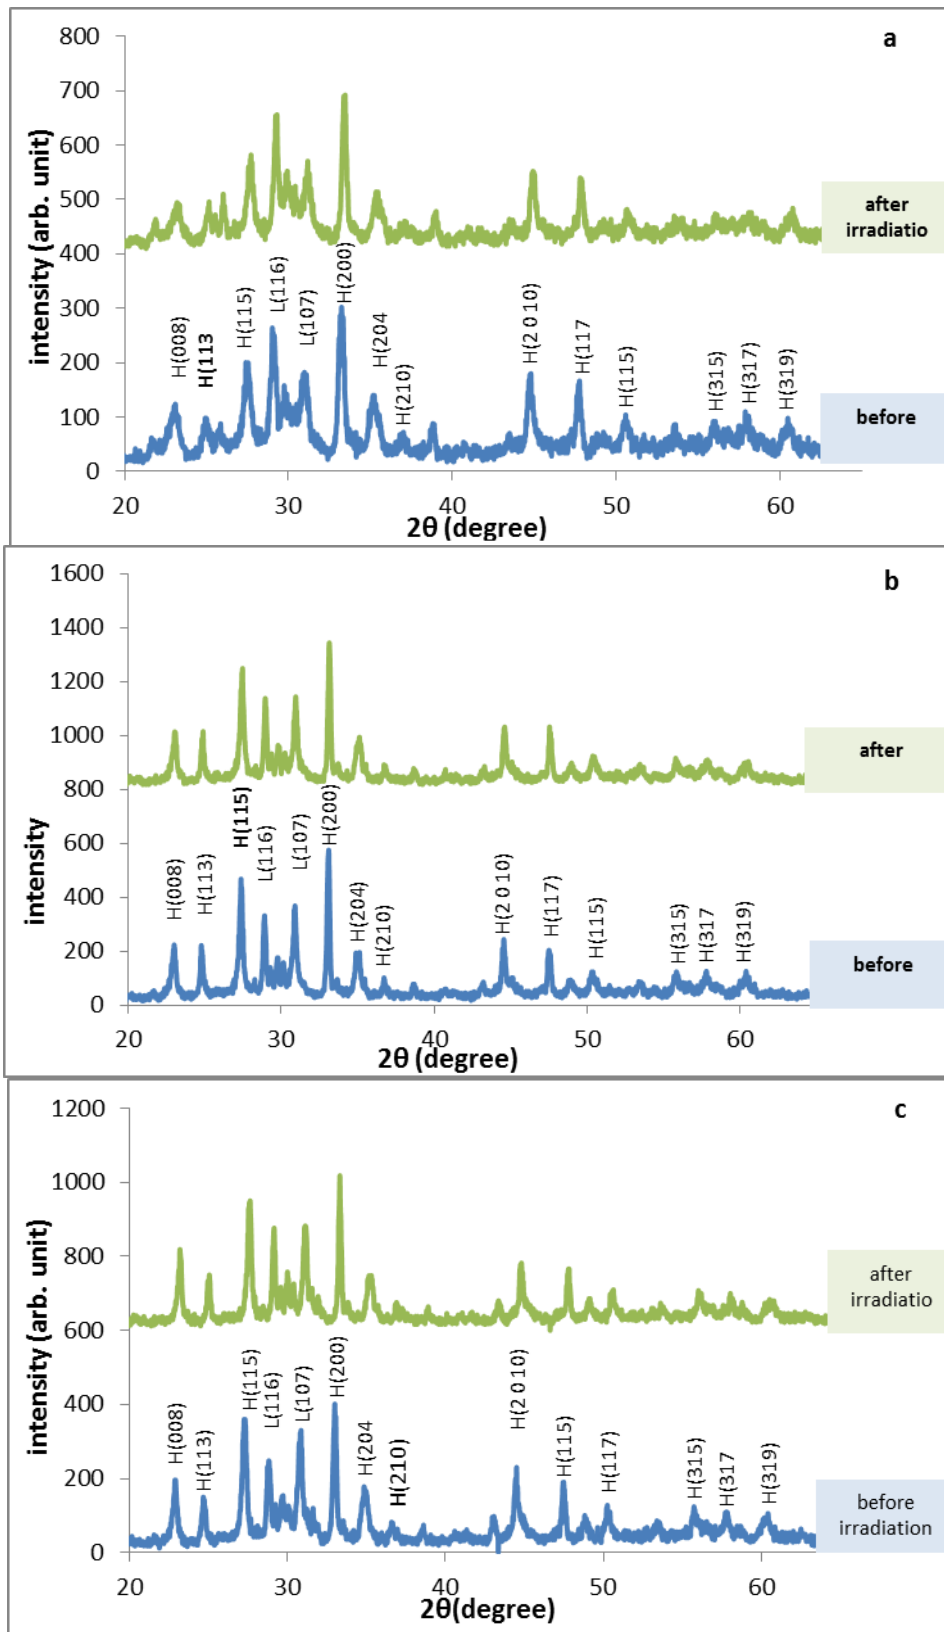 a
800
700
600
500
400
300
200
100
0
intensity (arb. unit)
after
irradiatio
before
H(008)
H(113
H(115)
L(116)
L(107)
H(200)
H(204
H(210)
H(2 0 10)
H(117
H(115)
H(315)
H(317)
H(319)
20
30
40
50
60
2θ (degree)
b
1600
1400
1200
1000
800
600
400
200
0
intensity
after
before
H(008)
H(113)
H(115)
L(116)
L(107)
H(200)
H(204)
H(210)
H(2 0 10)
H(117)
H(115)
H(315)
H(317
H(319)
20
30
40
50
60
2θ (degree)
c
1200
1000
800
600
400
200
0
intensity (arb. unit)
after
irradiatio
before
irradiation
H(008)
H(113)
H(115)
L(116)
L(107)
H(200)
H(204
H(210)
H(2 0 10)
H(115)
H(117)
H(315)
H(317
H(319)
20
30
40
50
60
2θ(degree)